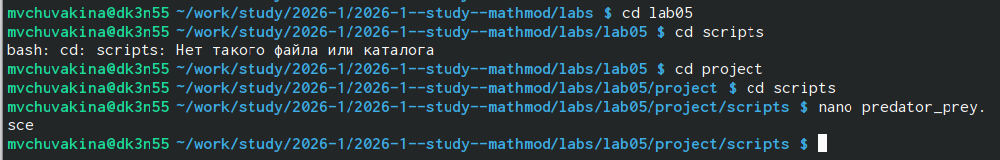 mvchuvakina@dk3n55 ~/work/study/2026-1/2026-1--study--mathmod/labs $ cd lab05
mvchuvakina@dk3n55 ~/work/study/2026-1/2026-1--study--mathmod/labs/lab05 $ cd scripts
bash: cd: scripts: Нет такого файла или каталога
mvchuvakina@dk3n55 ~/work/study/2026-1/2026-1--study--mathmod/labs/lab05 $ cd project
mvchuvakina@dk3n55 ~/work/study/2026-1/2026-1--study--mathmod/labs/lab05/project $ cd scripts
mvchuvakina@dk3n55 ~/work/study/2026-1/2026-1--study--mathmod/labs/lab05/project/scripts $ nano predator_prey.
sce
mvchuvakina@dk3n55 ~/work/study/2026-1/2026-1--study--mathmod/labs/lab05/project/scripts $